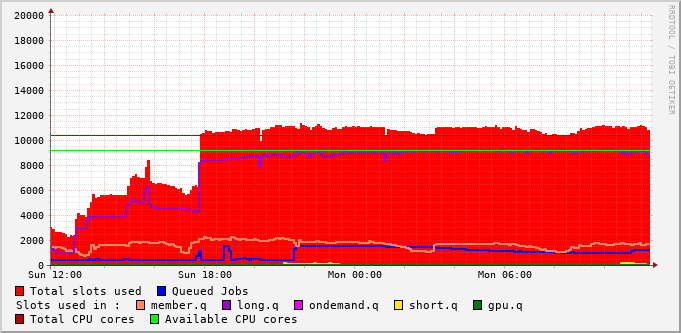 RRDTOOL / TOBI OETIKER
20000
18000
16000
14000
12000
10000
8000
6000
4000
2000
0
Sun 12:00 Sun 18:00 Mon 00:00 Mon 06:00
Total slots used Queued Jobs
Slots used in : member.q long.q ondemand.q short.q gpu.q
Total CPU cores Available CPU cores